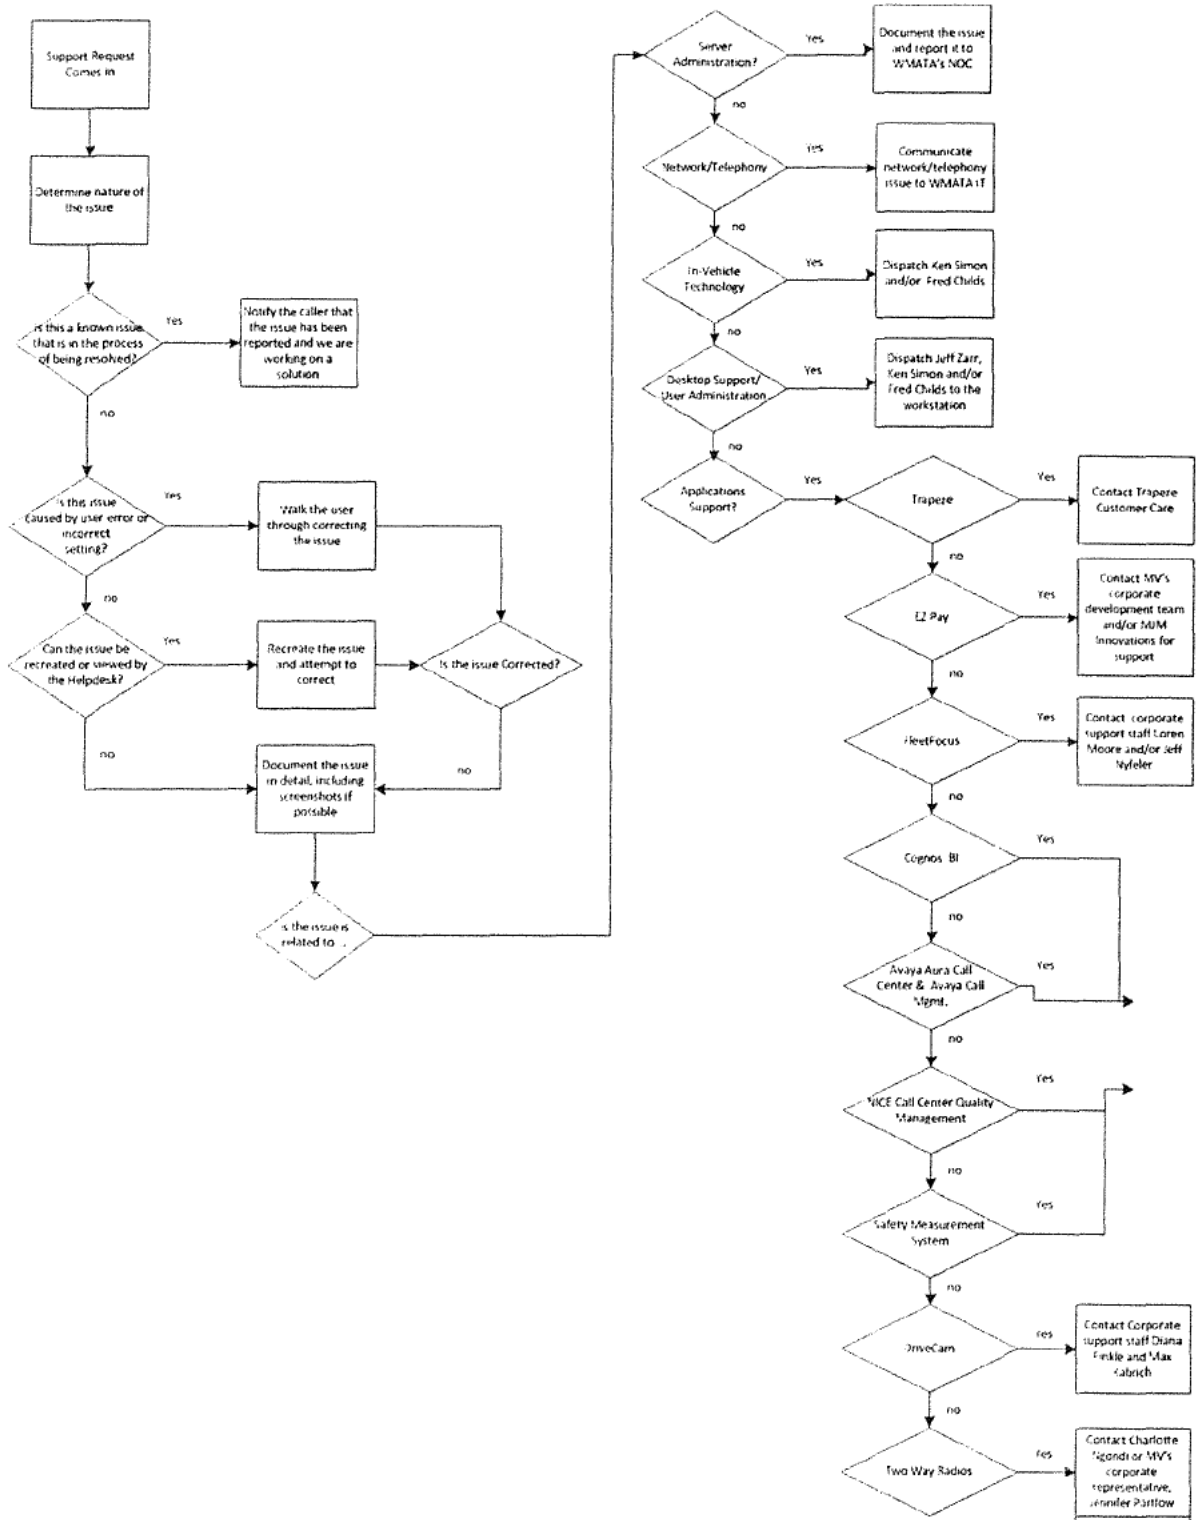 Support Request
Comes in
Determine nature of
the issue
Is this a known issue
that is in the process
of being resolved?
Yes
Notify the caller that
the issue has been
reported and we are
working on a
solution
no
Is this issue
caused by user error or
incorrect
setting?
Yes
Walk the user
through correcting
the issue
no
Can the issue be
recreated or viewed by
the Helpdesk?
Yes
Recreate the issue
and attempt to
correct
Is the issue Corrected?
no
no
Document the issue
in detail, including
screenshots if
possible
Is the issue is
related to ...
Server
Administration?
Yes
Document the issue
and report it to
WMATA's NOC
no
Network/Telephony
Yes
Communicate
network/telephony
issue to WMATA IT
no
In-Vehicle
Technology
Yes
Dispatch Ken Simon
and/or Fred Childs
no
Desktop Support/
User Administration
Yes
Dispatch Jeff Zarr,
Ken Simon and/or
Fred Childs to the
workstation
no
Applications
Support?
Yes
Trapeze
Yes
Contact Trapeze
Customer Care
no
EZ Pay
Yes
Contact MV's
corporate
development team
and/or MJM
Innovations for
support
no
FleetFocus
Yes
Contact corporate
support staff Loren
Moore and/or Jeff
Nyfeler
no
Cognos BI
Yes
no
Avaya Aura Call
Center & Avaya Call
Mgmt.
Yes
no
NICE Call Center Quality
Management
Yes
no
Safety Measurement
System
Yes
no
DriveCam
Yes
Contact Corporate
support staff Diana
and Max
no
Two Way Radios
Yes
Contact Charlotte
Ngondi or MV's
corporate
representative,
Jennifer Partlow